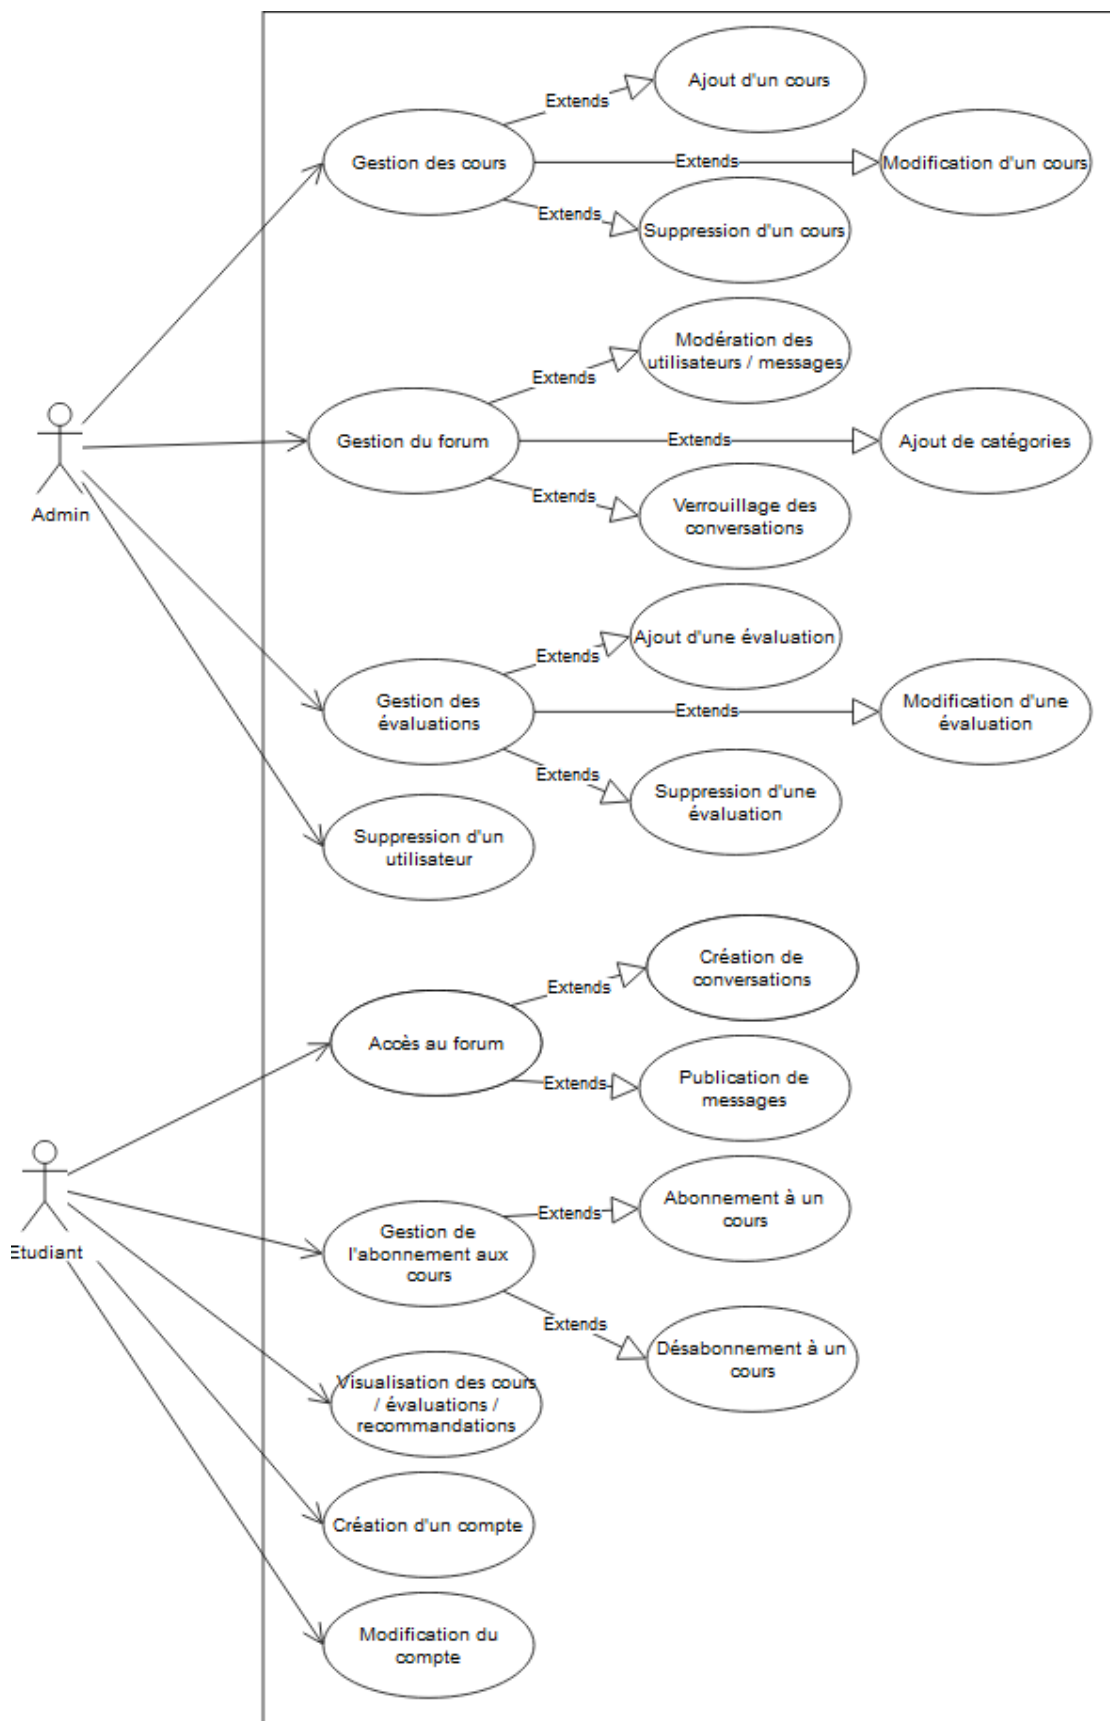 Ajout d'un cours
Extends
Gestion des cours
Extends
Modification d'un cours
Extends
Suppression d'un cours
Modération des
utilisateurs / messages
Extends
Admin
Gestion du forum
Extends
Ajout de catégories
Extends
Verrouillage des
conversations
Ajout d'une évaluation
Extends
Gestion des
évaluations
Extends
Modification d'une
évaluation
Extends
Suppression d'une
évaluation
Suppression d'un
utilisateur
Création de
conversations
Extends
Accès au forum
Extends
Publication de
messages
Etudiant
Abonnement à un
cours
Extends
Gestion de
l'abonnement aux
cours
Extends
Désabonnement à un
cours
Visualisation des cours
/ évaluations /
recommandations
Création d'un compte
Modification du
compte